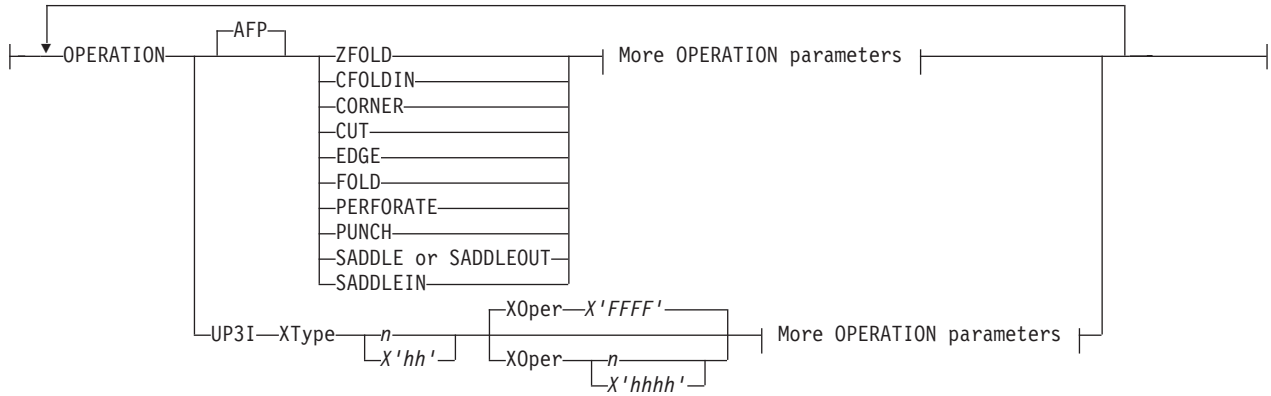 AFP
OPERATION
ZFOLD
More OPERATION parameters
CFOLDIN
CORNER
CUT
EDGE
FOLD
PERFORATE
PUNCH
SADDLE or SADDLEOUT
SADDLEIN
XOper X'FFFF'
UP3I XType n
More OPERATION parameters
X'hh'
XOper n
X'hhhh'